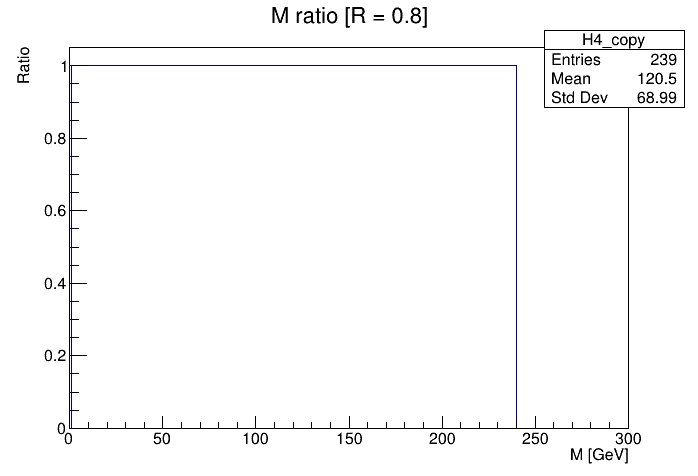 M ratio [R = 0.8]
H4_copy
Entries 239
Mean 120.5
Std Dev 68.99
Ratio
1
0.8
0.6
0.4
0.2
0
0 50 100 150 200 250 300
M [GeV]